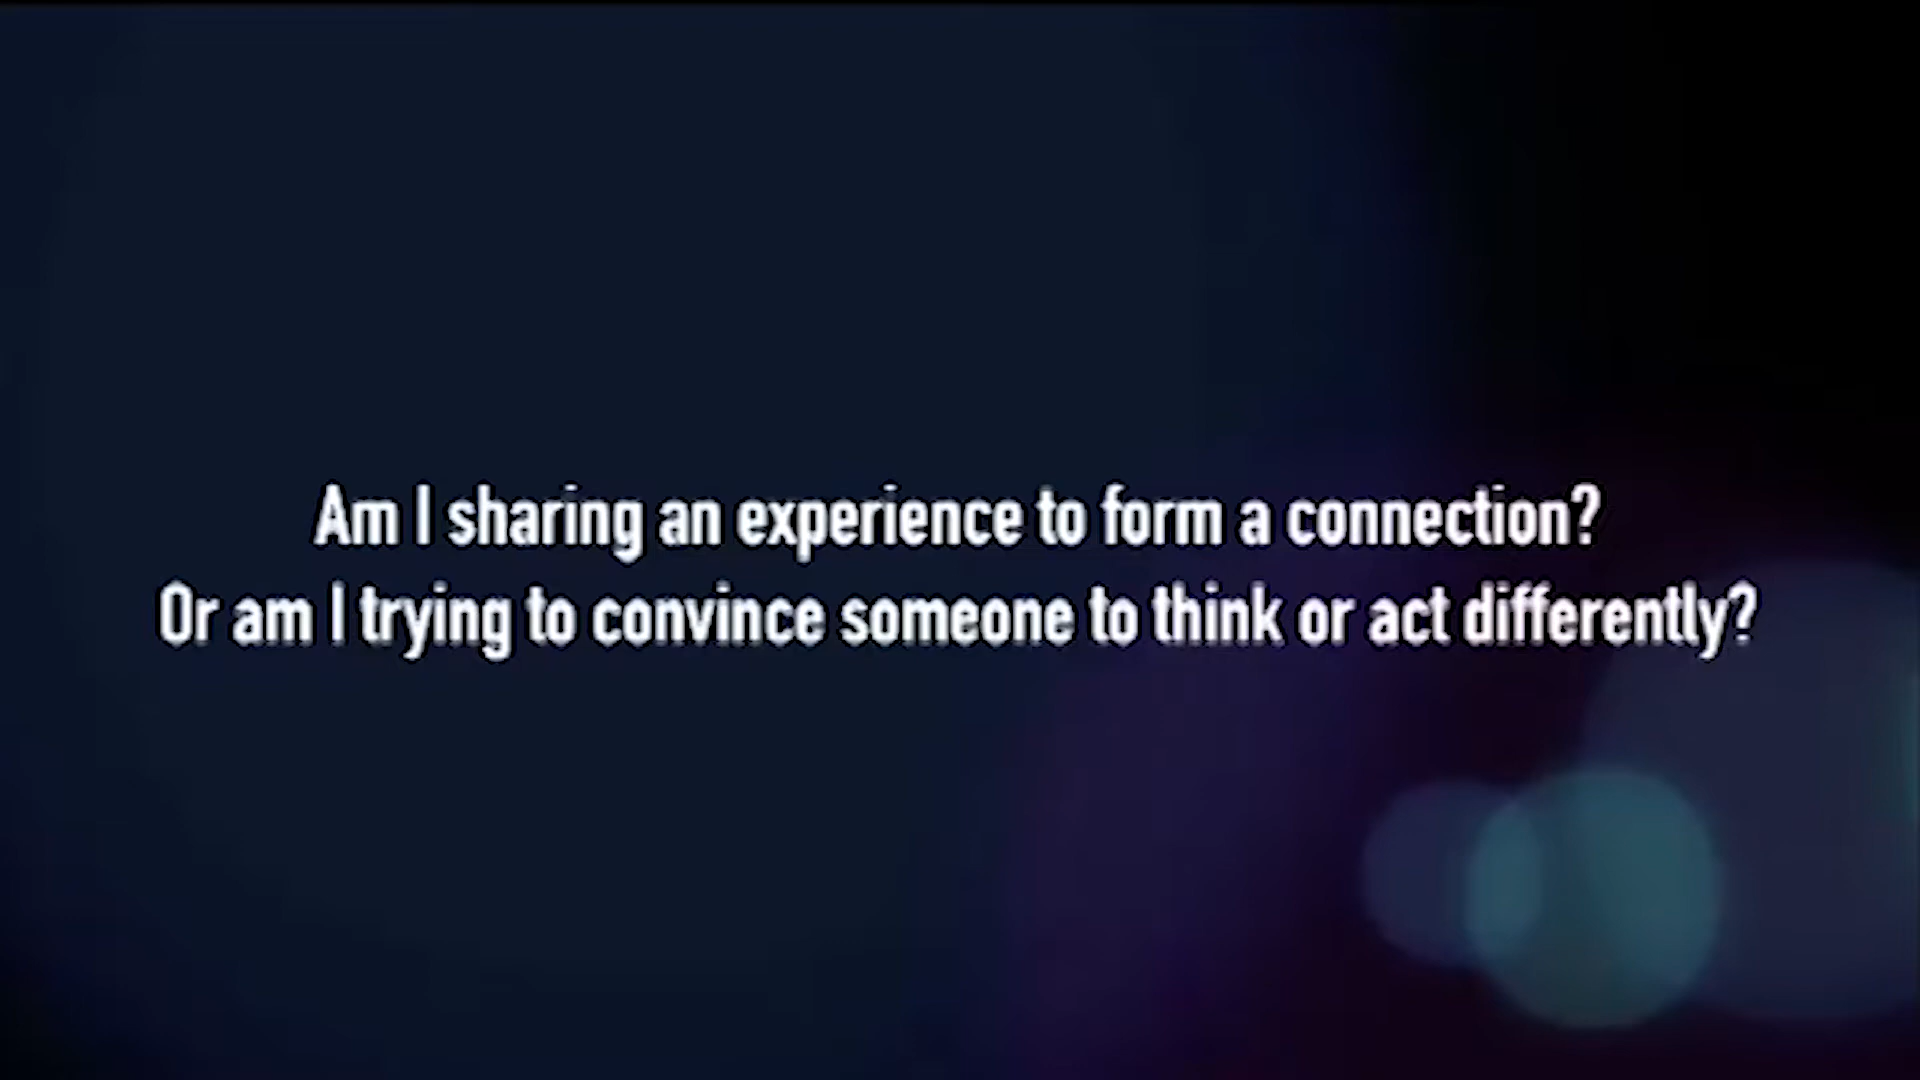 Am I sharing an experience to form a connection?
Or am I trying to convince someone to think or act differently?